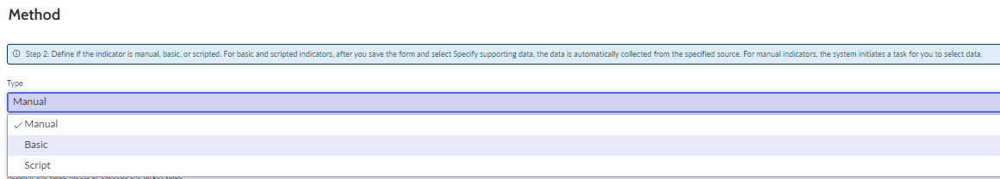 Method
Step 2: Define if the indicator is manual, basic, or scripted. For basic and scripted indicators, after you save the form and select Specify supporting data, the data is automatically collected from the specified source. For manual indicators, the system initiates a task for you to select data.
Type
Manual
Manual
Basic
Script